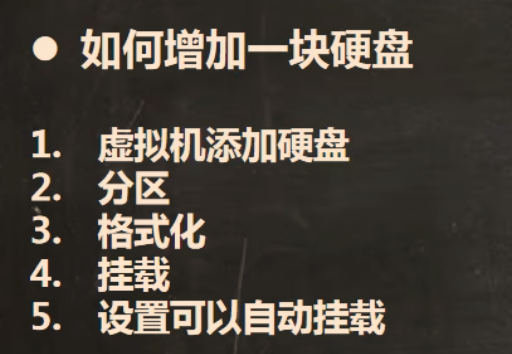 ● 如何增加一块硬盘
1. 虚拟机添加硬盘
2. 分区
3. 格式化
4. 挂载
5. 设置可以自动挂载